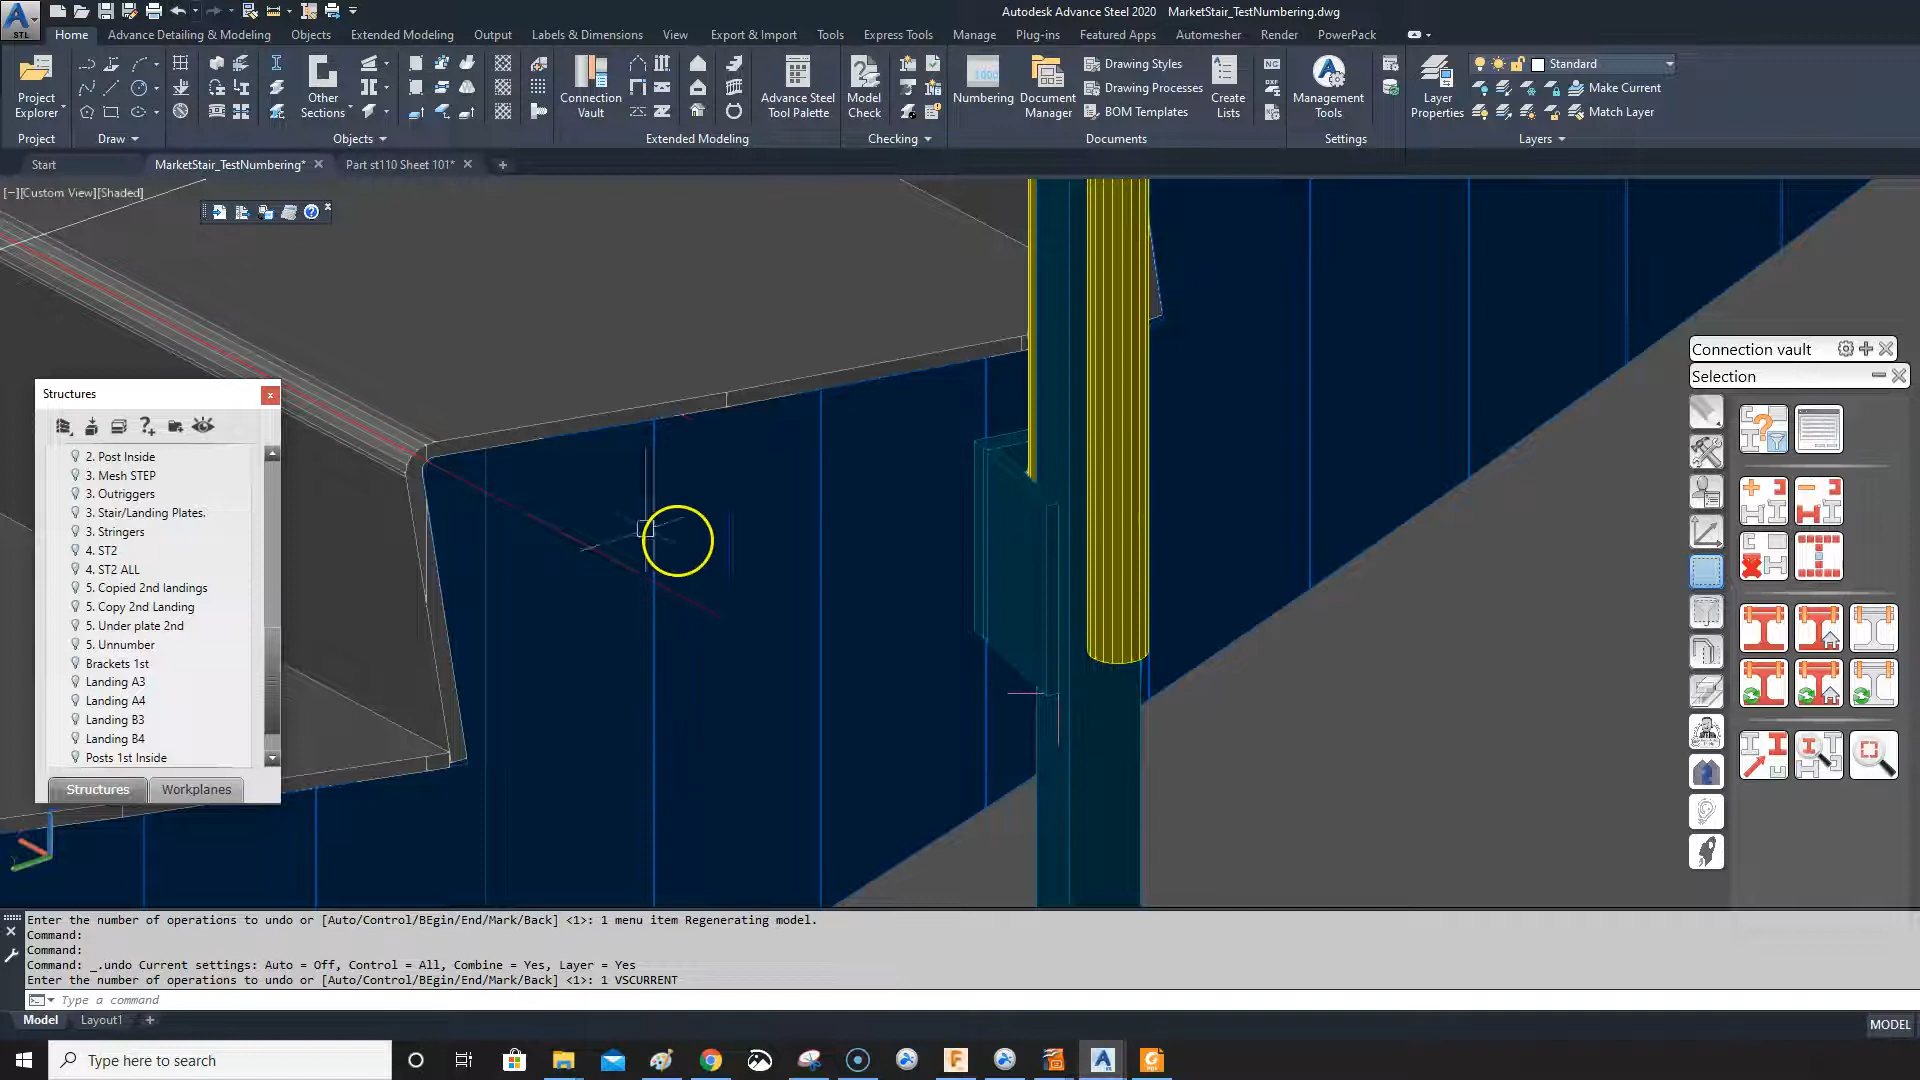 Autodesk Advance Steel 2020   MarketStair_TestNumbering.dwg
STL
Home
Advance Detailing & Modeling
Objects
Extended Modeling
Output
Labels & Dimensions
View
Export & Import
Tools
Express Tools
Manage
Plug-ins
Featured Apps
Automesher
Render
PowerPack
Project Explorer
Other Sections
Connection Vault
Advance Steel Tool Palette
Model Check
Numbering
Document Manager
Drawing Styles
Drawing Processes
BOM Templates
Create Lists
NC
DXF
Management Tools
Layer Properties
Standard
Make Current
Match Layer
Project
Draw
Objects
Extended Modeling
Checking
Documents
Settings
Layers
Start
MarketStair_TestNumbering*
Part st110 Sheet 101*
[−][Custom View][Shaded]
Structures
2. Post Inside
3. Mesh STEP
3. Outriggers
3. Stair/Landing Plates.
3. Stringers
4. ST2
4. ST2 ALL
5. Copied 2nd landings
5. Copy 2nd Landing
5. Under plate 2nd
5. Unnumber
Brackets 1st
Landing A3
Landing A4
Landing B3
Landing B4
Posts 1st Inside
Structures
Workplanes
Connection vault
Selection
Enter the number of operations to undo or [Auto/Control/BEgin/End/Mark/Back] <1>: 1 menu item Regenerating model.
Command:
Command:
Command: _.undo Current settings: Auto = Off, Control = All, Combine = Yes, Layer = Yes
Enter the number of operations to undo or [Auto/Control/BEgin/End/Mark/Back] <1>: 1 VSCURRENT
Type a command
Model
Layout1
MODEL
Type here to search